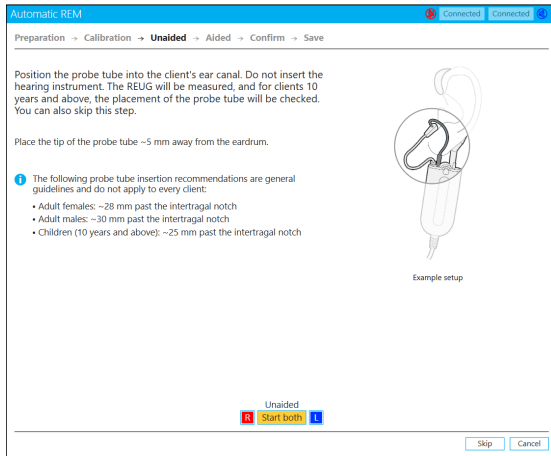 Automatic REM
Connected Connected
Preparation → Calibration → Unaided → Aided → Confirm → Save
Position the probe tube into the client's ear canal. Do not insert the
hearing instrument. The REUG will be measured, and for clients 10
years and above, the placement of the probe tube will be checked.
You can also skip this step.
Place the tip of the probe tube ~5 mm away from the eardrum.
The following probe tube insertion recommendations are general
guidelines and do not apply to every client:
• Adult females: ~28 mm past the intertragal notch
• Adult males: ~30 mm past the intertragal notch
• Children (10 years and above): ~25 mm past the intertragal notch
Example setup
Unaided
R Start both L
Skip Cancel